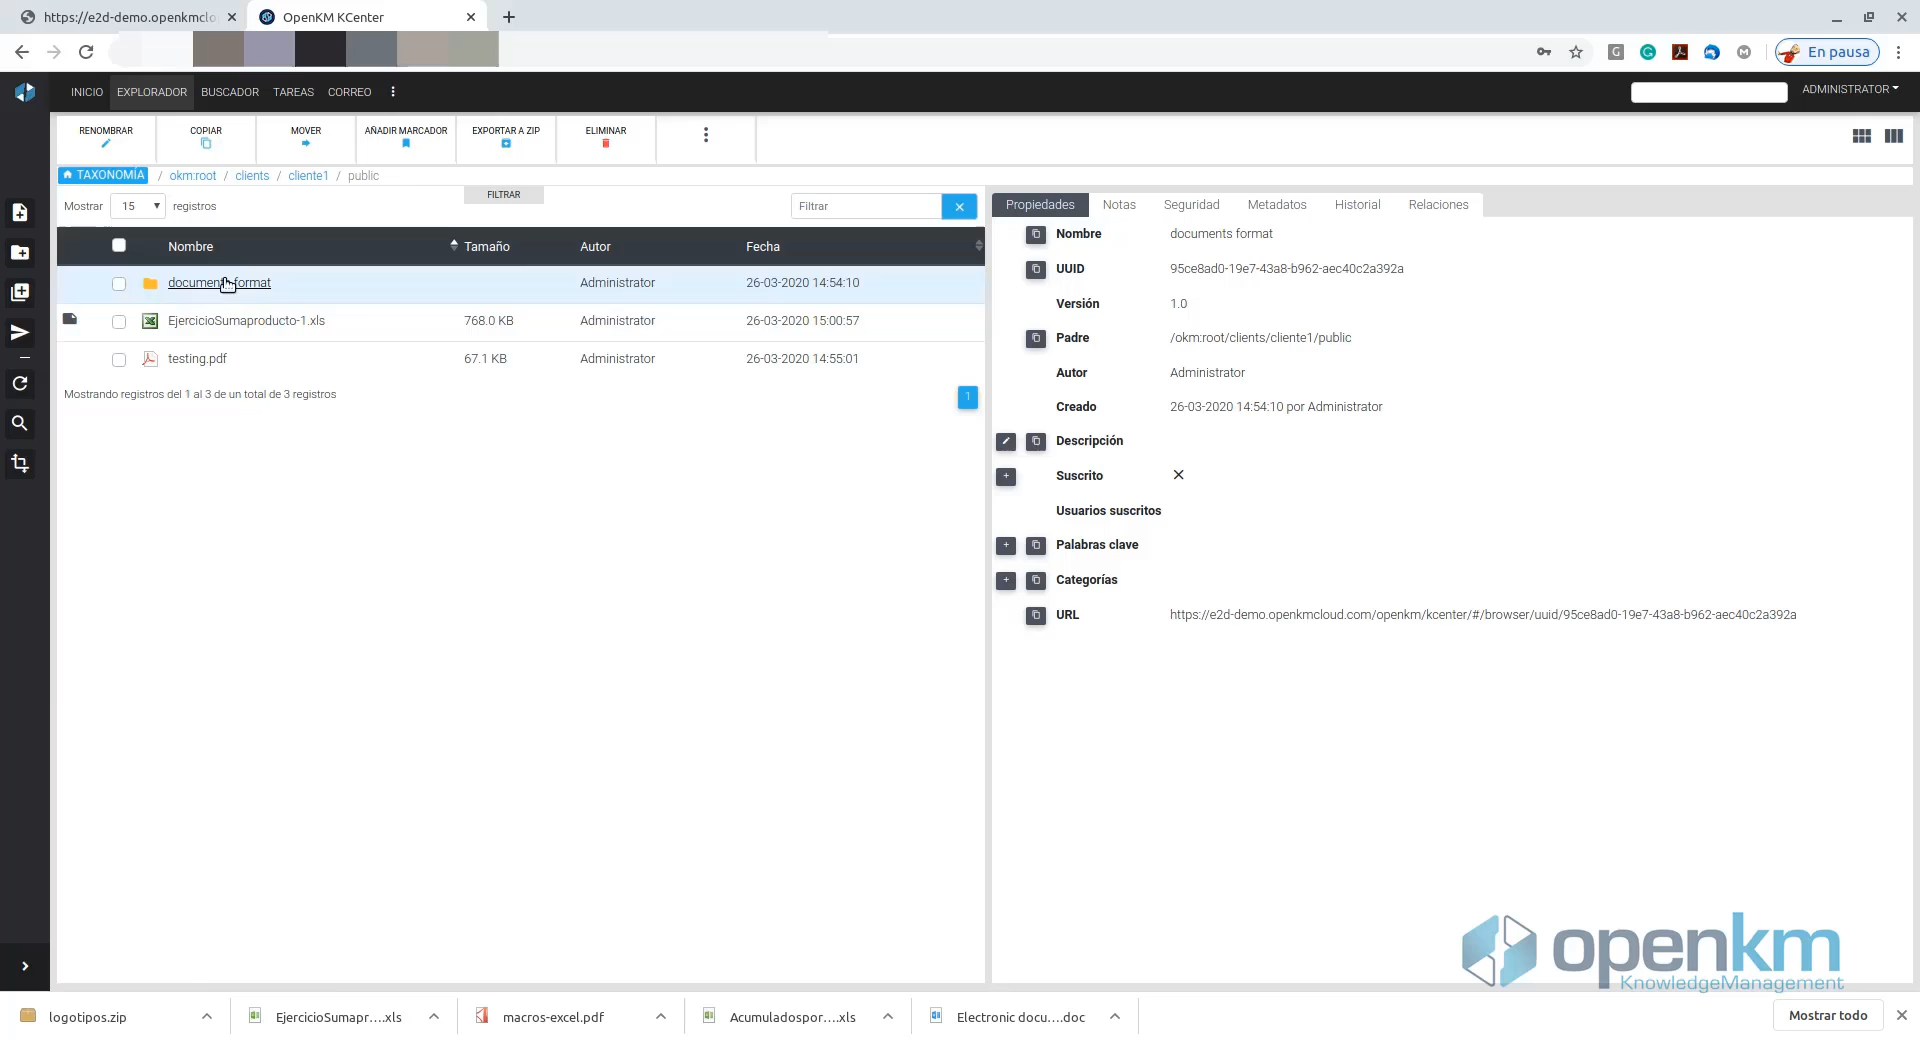 https://e2d-demo.openkmclo
OpenKM KCenter
En pausa
INICIO EXPLORADOR BUSCADOR TAREAS CORREO
ADMINISTRATOR
RENOMBRAR COPIAR MOVER AÑADIR MARCADOR EXPORTAR A ZIP ELIMINAR
TAXONOMÍA / okm:root / clients / cliente1 / public
FILTRAR
Mostrar 15 registros
Filtrar
Nombre Tamaño Autor Fecha
documents format Administrator 26-03-2020 14:54:10
EjercicioSumaproducto-1.xls 768.0 KB Administrator 26-03-2020 15:00:57
testing.pdf 67.1 KB Administrator 26-03-2020 14:55:01
Mostrando registros del 1 al 3 de un total de 3 registros
1
Propiedades Notas Seguridad Metadatos Historial Relaciones
Nombre documents format
UUID 95ce8ad0-19e7-43a8-b962-aec40c2a392a
Versión 1.0
Padre /okm:root/clients/cliente1/public
Autor Administrator
Creado 26-03-2020 14:54:10 por Administrator
Descripción
Suscrito
Usuarios suscritos
Palabras clave
Categorías
URL https://e2d-demo.openkmcloud.com/openkm/kcenter/#/browser/uuid/95ce8ad0-19e7-43a8-b962-aec40c2a392a
openkm
KnowledgeManagement
logotipos.zip
EjercicioSumapr....xls
macros-excel.pdf
Acumuladospor....xls
Electronic docu....doc
Mostrar todo